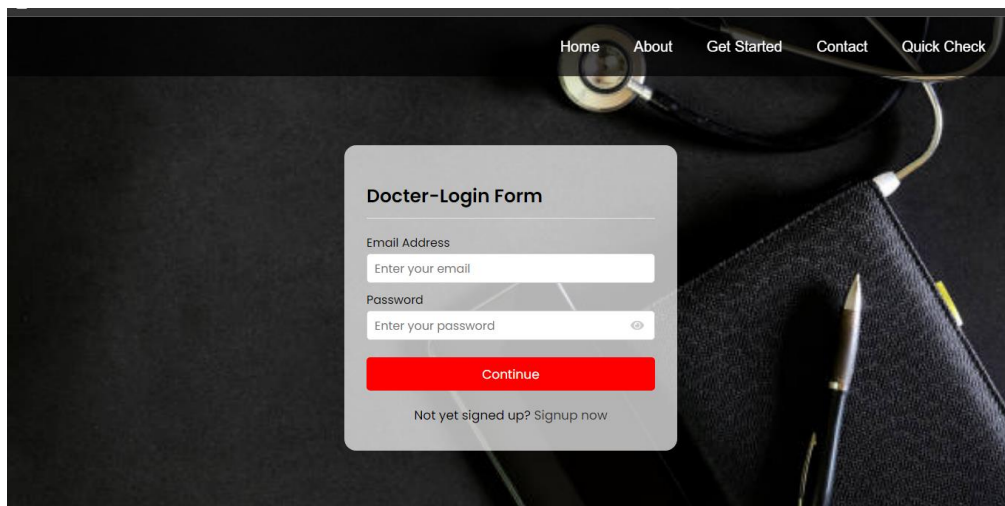 Home About Get Started Contact Quick Check
Docter-Login Form
Email Address
Enter your email
Password
Enter your password
Continue
Not yet signed up? Signup now